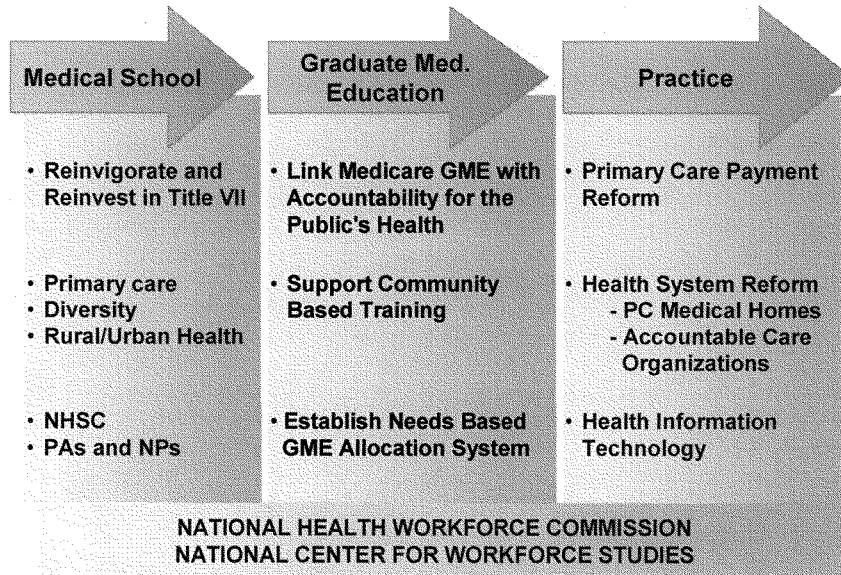 Medical School
• Reinvigorate and
Reinvest in Title VII
• Primary care
• Diversity
• Rural/Urban Health
• NHSC
• PAs and NPs
Graduate Med.
Education
• Link Medicare GME with
Accountability for the
Public's Health
• Support Community
Based Training
• Establish Needs Based
GME Allocation System
Practice
• Primary Care Payment
Reform
• Health System Reform
- PC Medical Homes
- Accountable Care
Organizations
• Health Information
Technology
NATIONAL HEALTH WORKFORCE COMMISSION
NATIONAL CENTER FOR WORKFORCE STUDIES